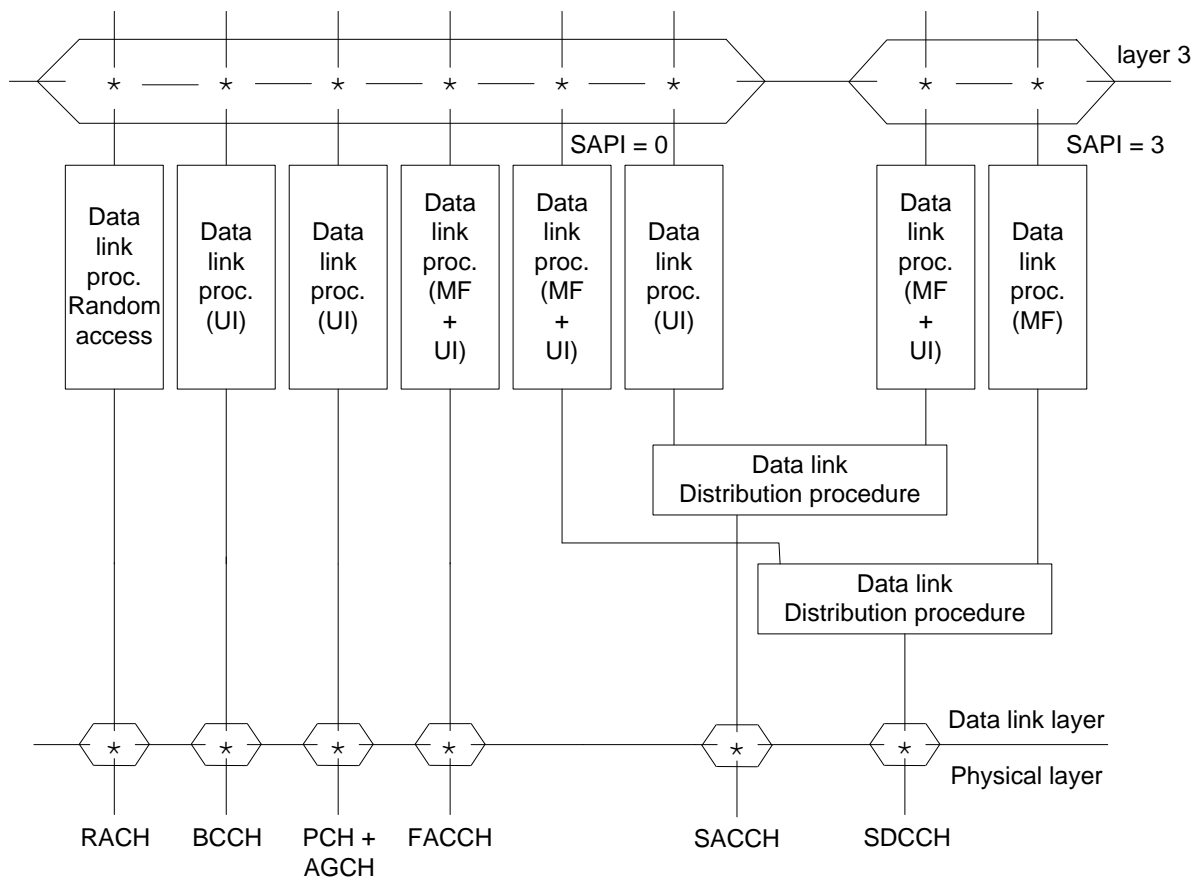 layer 3
SAPI = 0
SAPI = 3
Data
link
proc.
Random
access
Data
link
proc.
(UI)
Data
link
proc.
(UI)
Data
link
proc.
(MF
+
UI)
Data
link
proc.
(MF
+
UI)
Data
link
proc.
(UI)
Data
link
proc.
(MF
+
UI)
Data
link
proc.
(MF)
Data link
Distribution procedure
Data link
Distribution procedure
Data link layer
Physical layer
RACH
BCCH
PCH +
AGCH
FACCH
SACCH
SDCCH